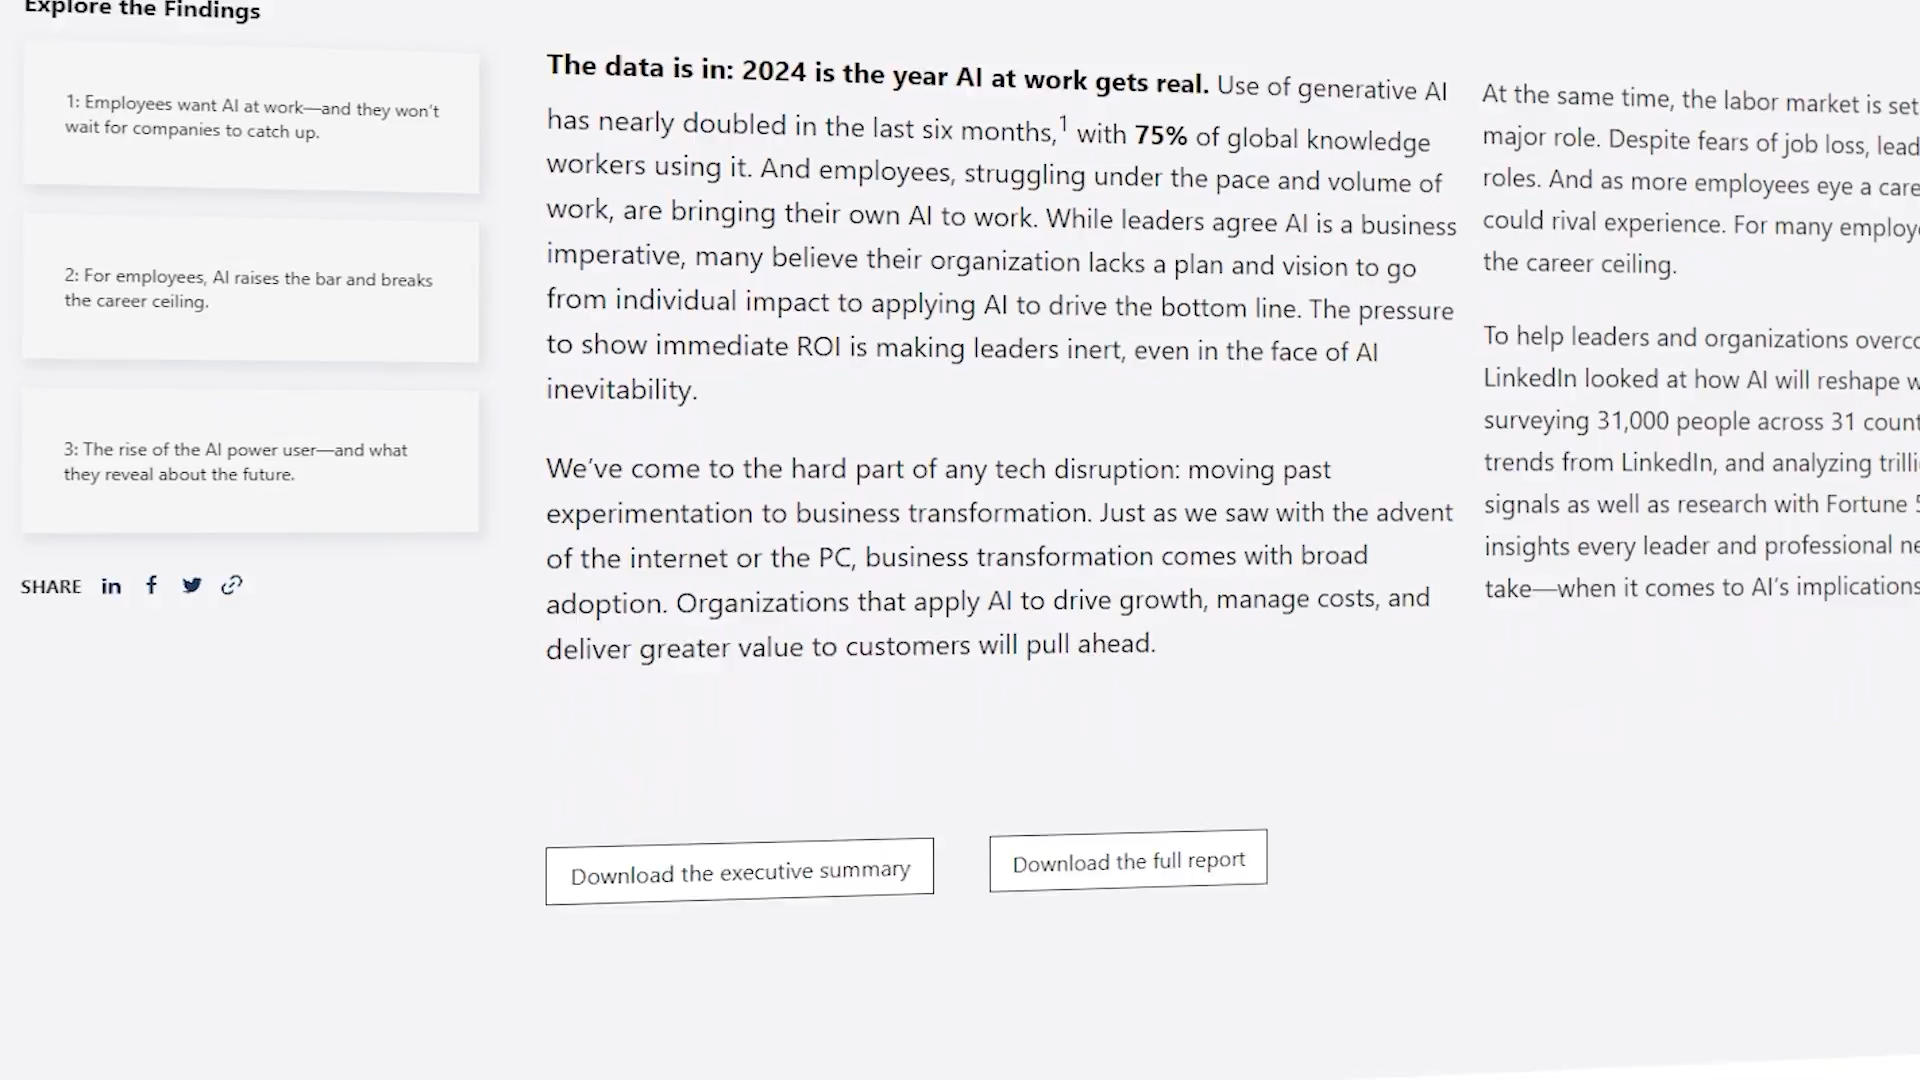 Explore the Findings
1: Employees want AI at work—and they won't
wait for companies to catch up.
2: For employees, AI raises the bar and breaks
the career ceiling.
3: The rise of the AI power user—and what
they reveal about the future.
SHARE
The data is in: 2024 is the year AI at work gets real. Use of generative AI
has nearly doubled in the last six months,1 with 75% of global knowledge
workers using it. And employees, struggling under the pace and volume of
work, are bringing their own AI to work. While leaders agree AI is a business
imperative, many believe their organization lacks a plan and vision to go
from individual impact to applying AI to drive the bottom line. The pressure
to show immediate ROI is making leaders inert, even in the face of AI
inevitability.
We've come to the hard part of any tech disruption: moving past
experimentation to business transformation. Just as we saw with the advent
of the internet or the PC, business transformation comes with broad
adoption. Organizations that apply AI to drive growth, manage costs, and
deliver greater value to customers will pull ahead.
Download the executive summary
Download the full report
At the same time, the labor market is set
major role. Despite fears of job loss, lead
roles. And as more employees eye a care
could rival experience. For many employ
the career ceiling.
To help leaders and organizations overco
LinkedIn looked at how AI will reshape w
surveying 31,000 people across 31 count
trends from LinkedIn, and analyzing trilli
signals as well as research with Fortune
insights every leader and professional ne
take—when it comes to AI's implications